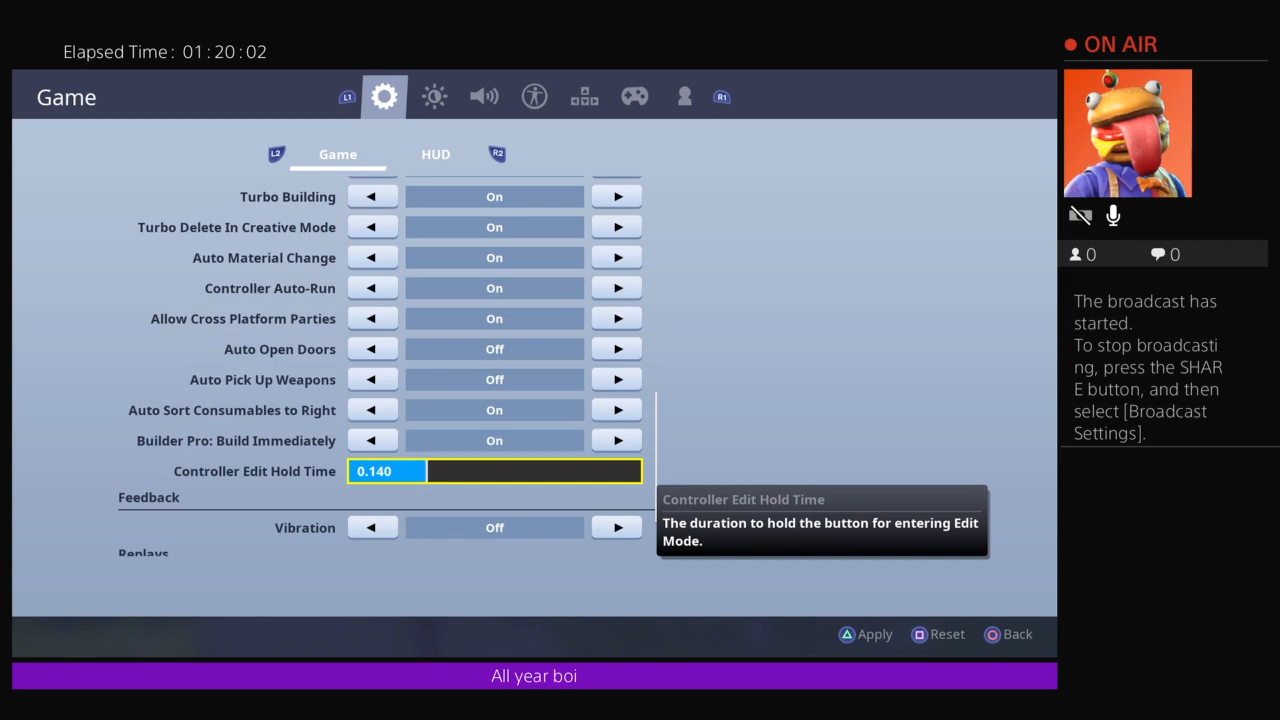 Elapsed Time: 01:20:02
ON AIR
Game
L1
R1
L2
Game
HUD
R2
Turbo Building
On
Turbo Delete In Creative Mode
On
Auto Material Change
On
Controller Auto-Run
On
Allow Cross Platform Parties
On
Auto Open Doors
Off
Auto Pick Up Weapons
Off
Auto Sort Consumables to Right
On
Builder Pro: Build Immediately
On
Controller Edit Hold Time
0.140
Feedback
Vibration
Off
Replays
Controller Edit Hold Time
The duration to hold the button for entering Edit
Mode.
0
0
The broadcast has
started.
To stop broadcasti
ng, press the SHAR
E button, and then
select [Broadcast
Settings].
Apply
Reset
Back
All year boi